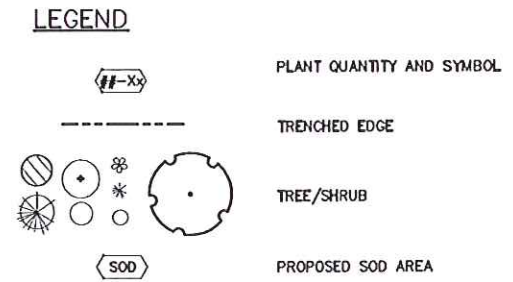 LEGEND
##-Xx PLANT QUANTITY AND SYMBOL
TRENCHED EDGE
TREE/SHRUB
SOD PROPOSED SOD AREA